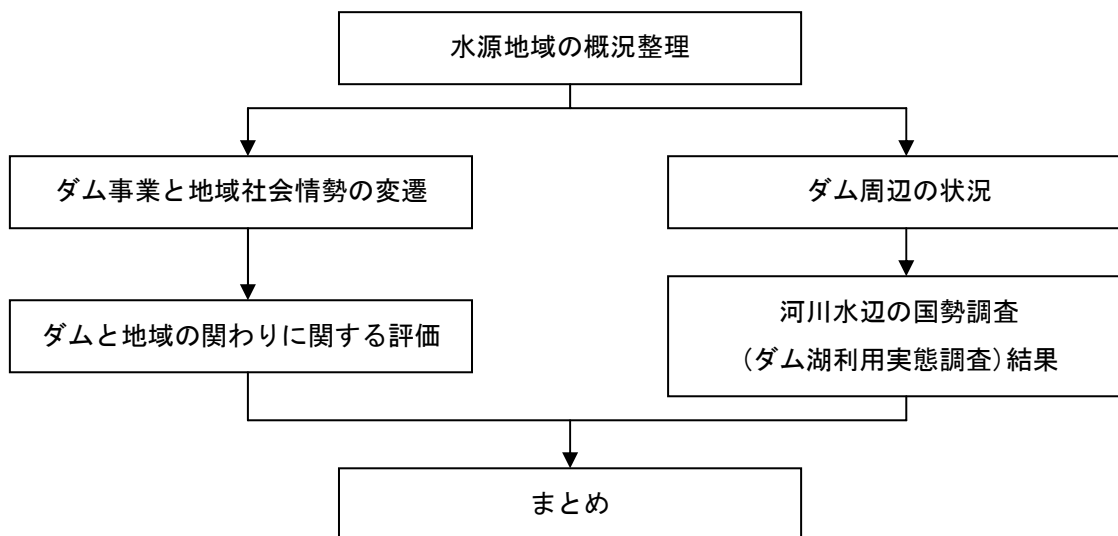 水源地域の概況整理
ダム事業と地域社会情勢の変遷
ダム周辺の状況
ダムと地域の関わりに関する評価
河川水辺の国勢調査
（ダム湖利用実態調査）結果
まとめ